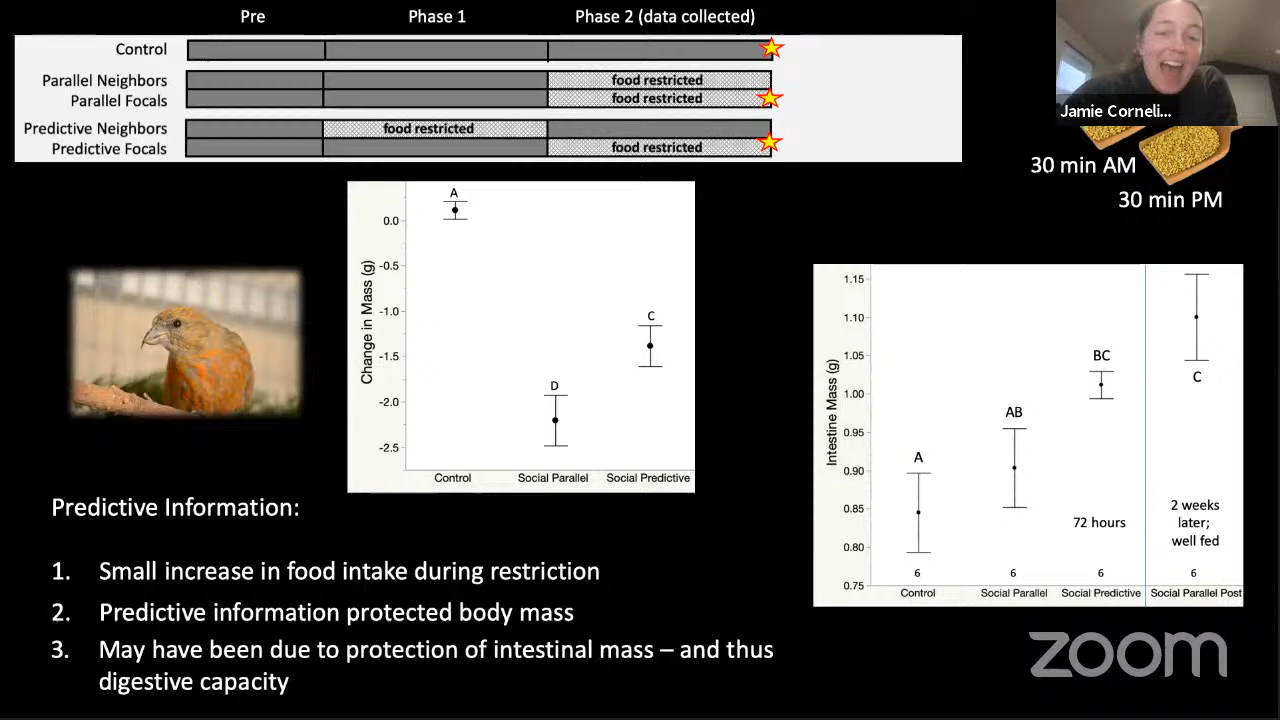 Pre Phase 1 Phase 2 (data collected)
Control
Parallel Neighbors food restricted
Parallel Focals food restricted
Predictive Neighbors food restricted
Predictive Focals food restricted
Jamie Corneli...
30 min AM
30 min PM
A
D
C
Change in Mass (g)
0.0
-0.5
-1.0
-1.5
-2.0
-2.5
Control Social Parallel Social Predictive
Intestine Mass (g)
1.15
1.10
1.05
1.00
0.95
0.90
0.85
0.80
0.75
A
AB
BC
C
72 hours
2 weeks
later;
well fed
6 6 6 6
Control Social Parallel Social Predictive Social Parallel Post
Predictive Information:
1. Small increase in food intake during restriction
2. Predictive information protected body mass
3. May have been due to protection of intestinal mass – and thus
digestive capacity
zoom